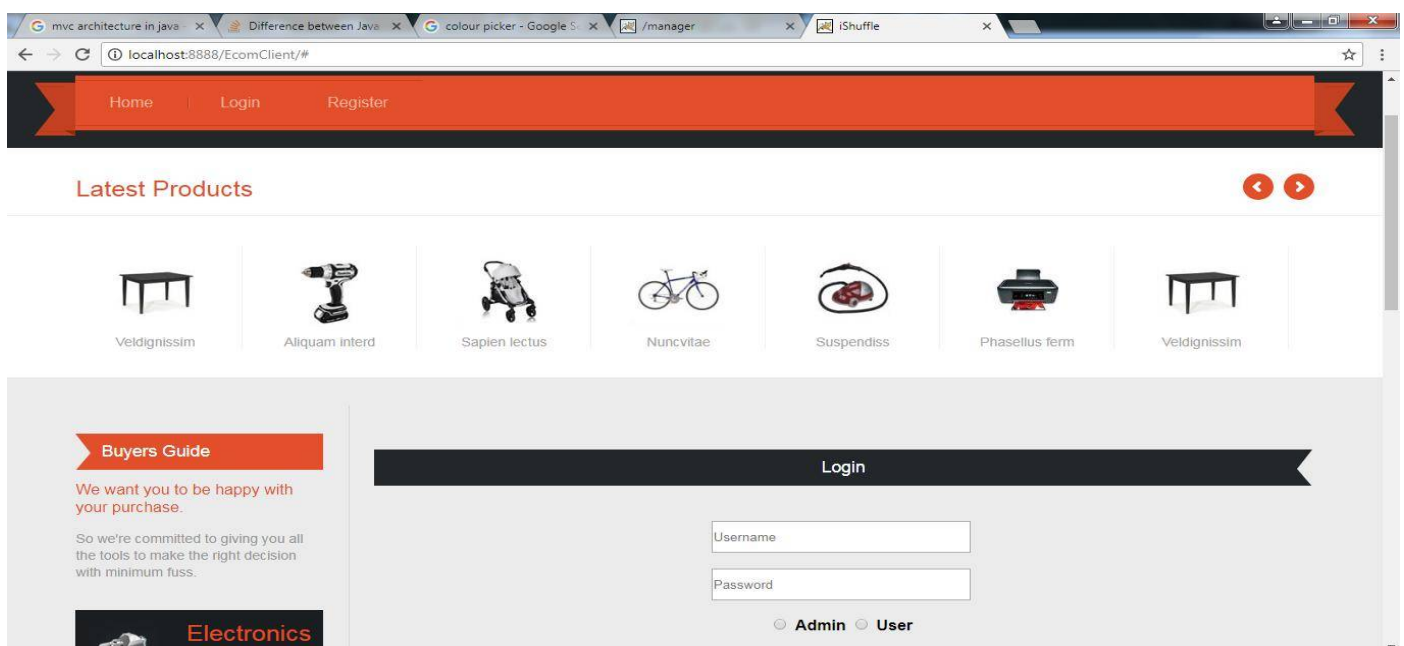 mvc architecture in java - Difference between Java colour picker - Google S /manager iShuffle
localhost:8888/EcomClient/#
Home Login Register
Latest Products
Veldignissim Aliquam interd Sapien lectus Nuncvitae Suspendiss Phasellus ferm Veldignissim
Buyers Guide
Login
We want you to be happy with
your purchase.
So we're committed to giving you all
the tools to make the right decision
with minimum fuss.
Username
Password
Admin User
Electronics